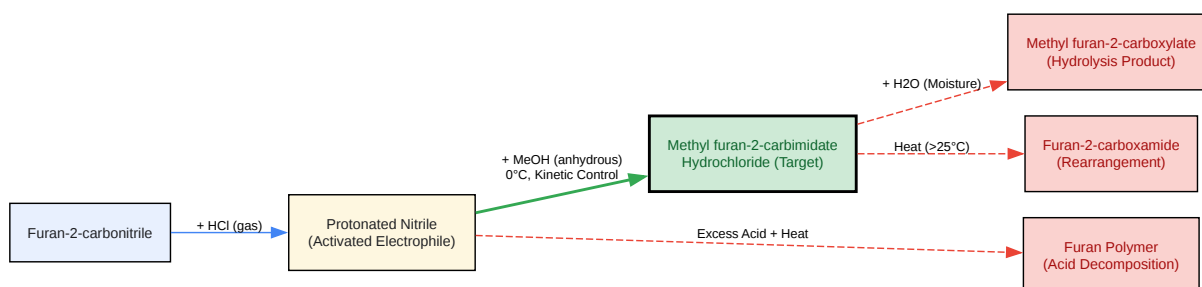 Furan-2-carbonitrile
+ HCl (gas)
Protonated Nitrile
(Activated Electrophile)
+ MeOH (anhydrous)
0°C, Kinetic Control
Methyl furan-2-carbimidate
Hydrochloride (Target)
+ H2O (Moisture)
Methyl furan-2-carboxylate
(Hydrolysis Product)
Heat (>25°C)
Furan-2-carboxamide
(Rearrangement)
Excess Acid + Heat
Furan Polymer
(Acid Decomposition)